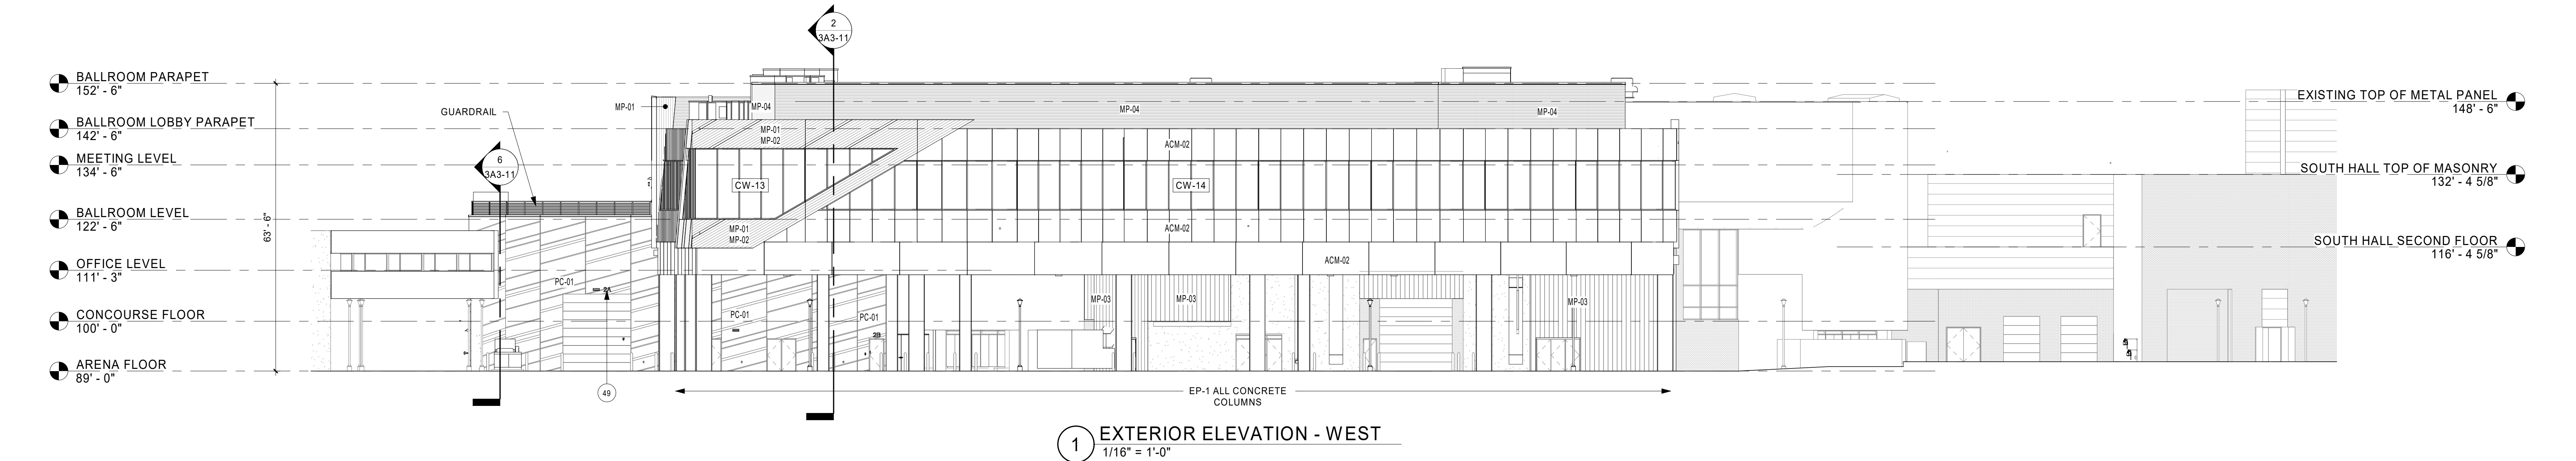 2
3A3-11
BALLROOM PARAPET
152' - 6"
BALLROOM LOBBY PARAPET
142' - 6"
MEETING LEVEL
134' - 6"
BALLROOM LEVEL
122' - 6"
OFFICE LEVEL
111' - 3"
CONCOURSE FLOOR
100' - 0"
ARENA FLOOR
89' - 0"
63' - 6"
GUARDRAIL
6
3A3-11
MP-01
MP-04
MP-04
MP-04
MP-01
MP-02
ACM-02
CW-13
CW-14
MP-01
MP-02
ACM-02
ACM-02
PC-01
2A
PC-01
PC-01
2B
MP-03
MP-03
MP-03
49
EP-1 ALL CONCRETE
COLUMNS
EXISTING TOP OF METAL PANEL
148' - 6"
SOUTH HALL TOP OF MASONRY
132' - 4 5/8"
SOUTH HALL SECOND FLOOR
116' - 4 5/8"
1
EXTERIOR ELEVATION - WEST
1/16" = 1'-0"